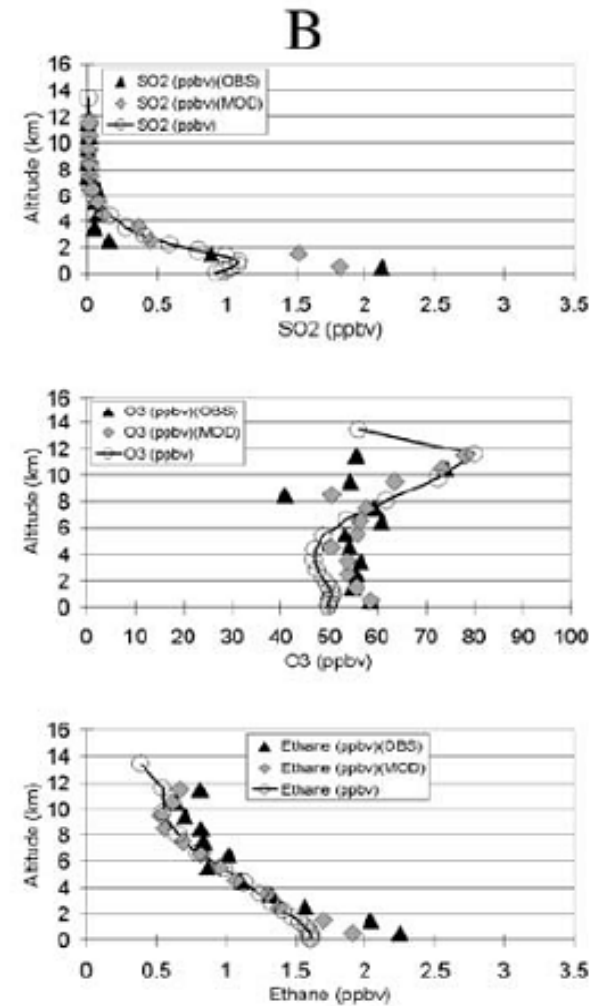 B
16
14
12
10
8
6
4
2
0
Altitude (km)
SO2 (ppbv)(OBS)
SO2 (ppbv)(MOD)
SO2 (ppbv)
0 0.5 1 1.5 2 2.5 3 3.5
SO2 (ppbv)
16
14
12
10
8
6
4
2
0
Altitude (km)
O3 (ppbv)(OBS)
O3 (ppbv)(MOD)
O3 (ppbv)
0 10 20 30 40 50 60 70 80 90 100
O3 (ppbv)
16
14
12
10
8
6
4
2
0
Altitude (km)
Ethane (ppbv)(OBS)
Ethane (ppbv)(MOD)
Ethane (ppbv)
0 0.5 1 1.5 2 2.5 3 3.5
Ethane (ppbv)